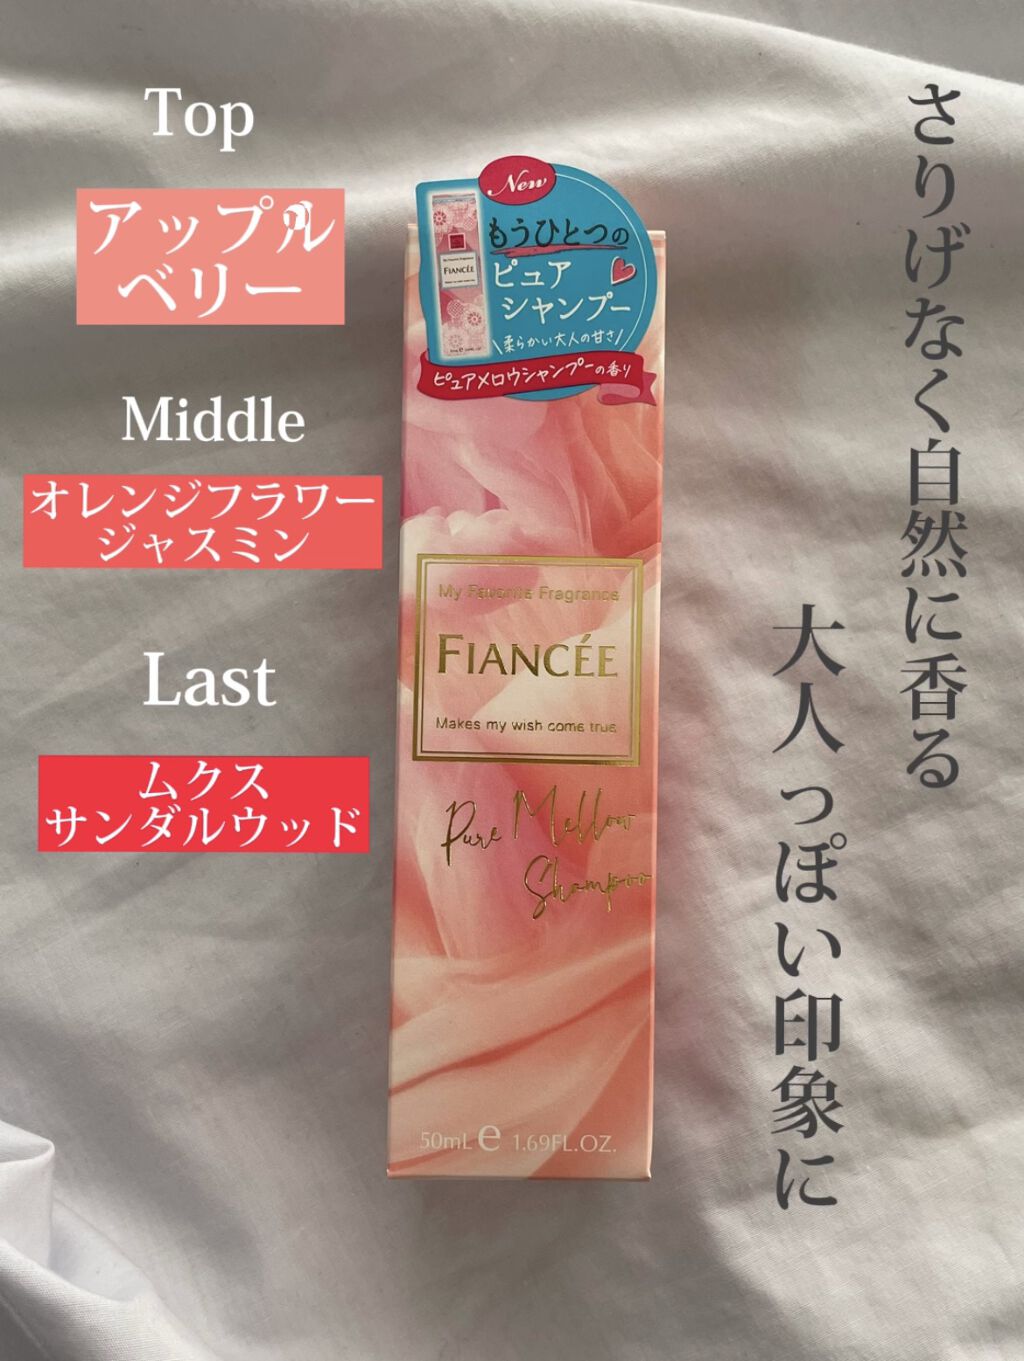 Top
アップル
ベリー
Middle
オレンジフラワー
ジャスミン
Last
ムクス
サンダルウッド
さりげなく自然に香る
大人っぽい印象に
New
もうひとつの
ピュア
シャンプー
\柔らかい大人の甘さ/
ピュアメロウシャンプーの香り
FIANCÉE
My Favorite Fragrance
FIANCÉE
Makes my wish come true
Pure Mellow
Shampoo
50mL e 1.69FL.OZ.